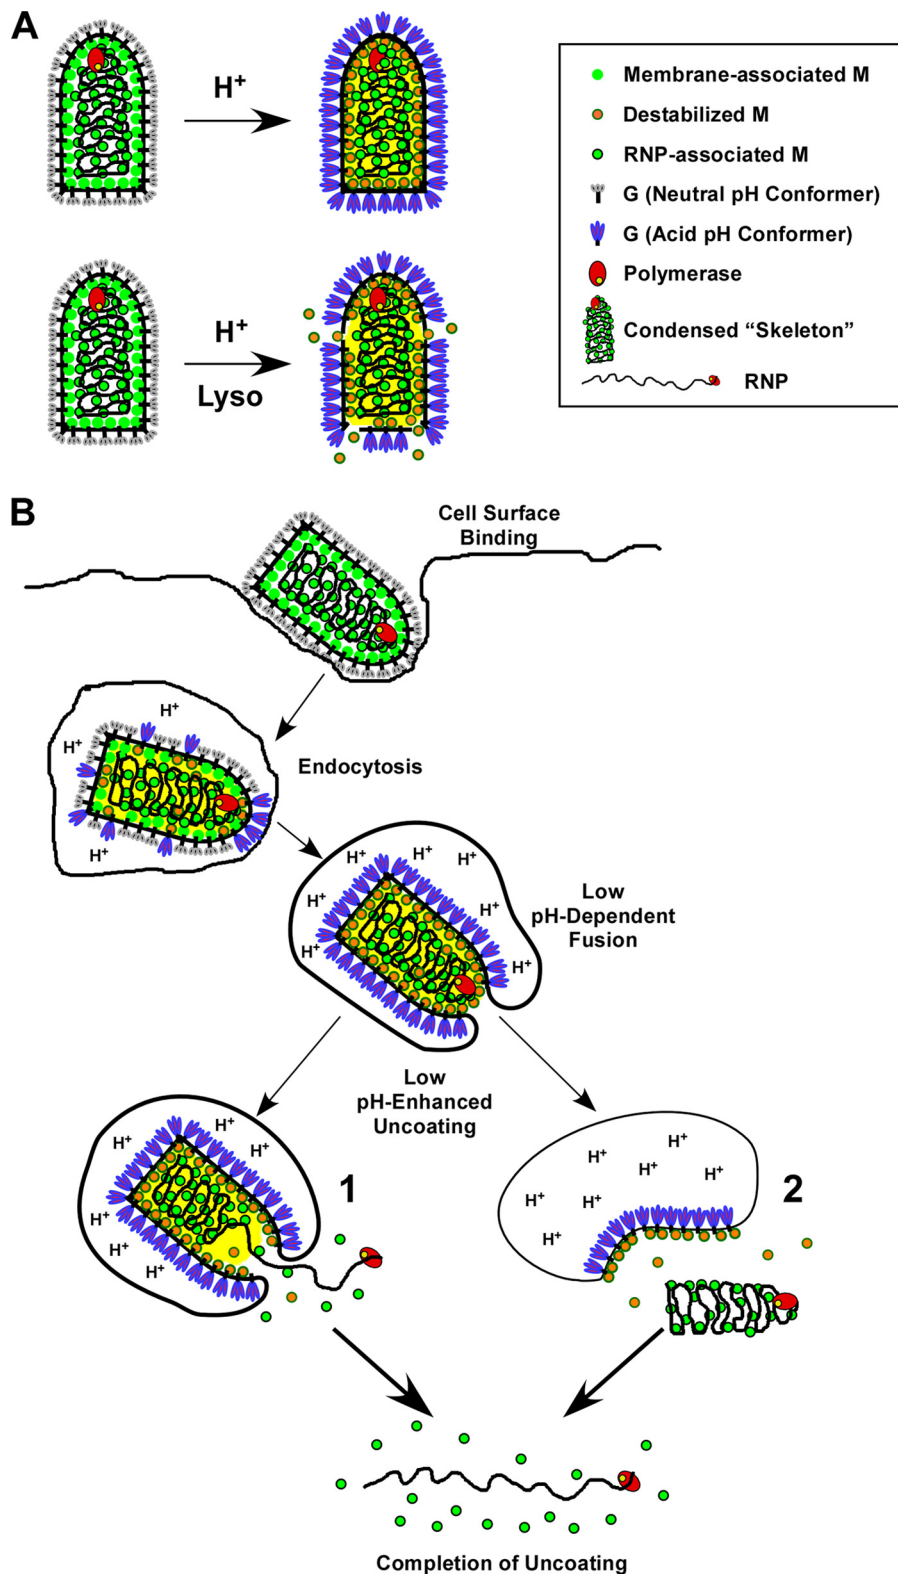 A
H+
H+
Lyso
Membrane-associated M
Destabilized M
RNP-associated M
G (Neutral pH Conformer)
G (Acid pH Conformer)
Polymerase
Condensed “Skeleton”
RNP
B
Cell Surface
Binding
H+
H+
H+
Endocytosis
H+
H+
H+
H+
H+
H+
H+
Low
pH-Dependent
Fusion
Low
pH-Enhanced
Uncoating
H+
H+
H+
H+
H+
H+
1
H+
H+
H+
H+
H+
H+
H+
2
Completion of Uncoating